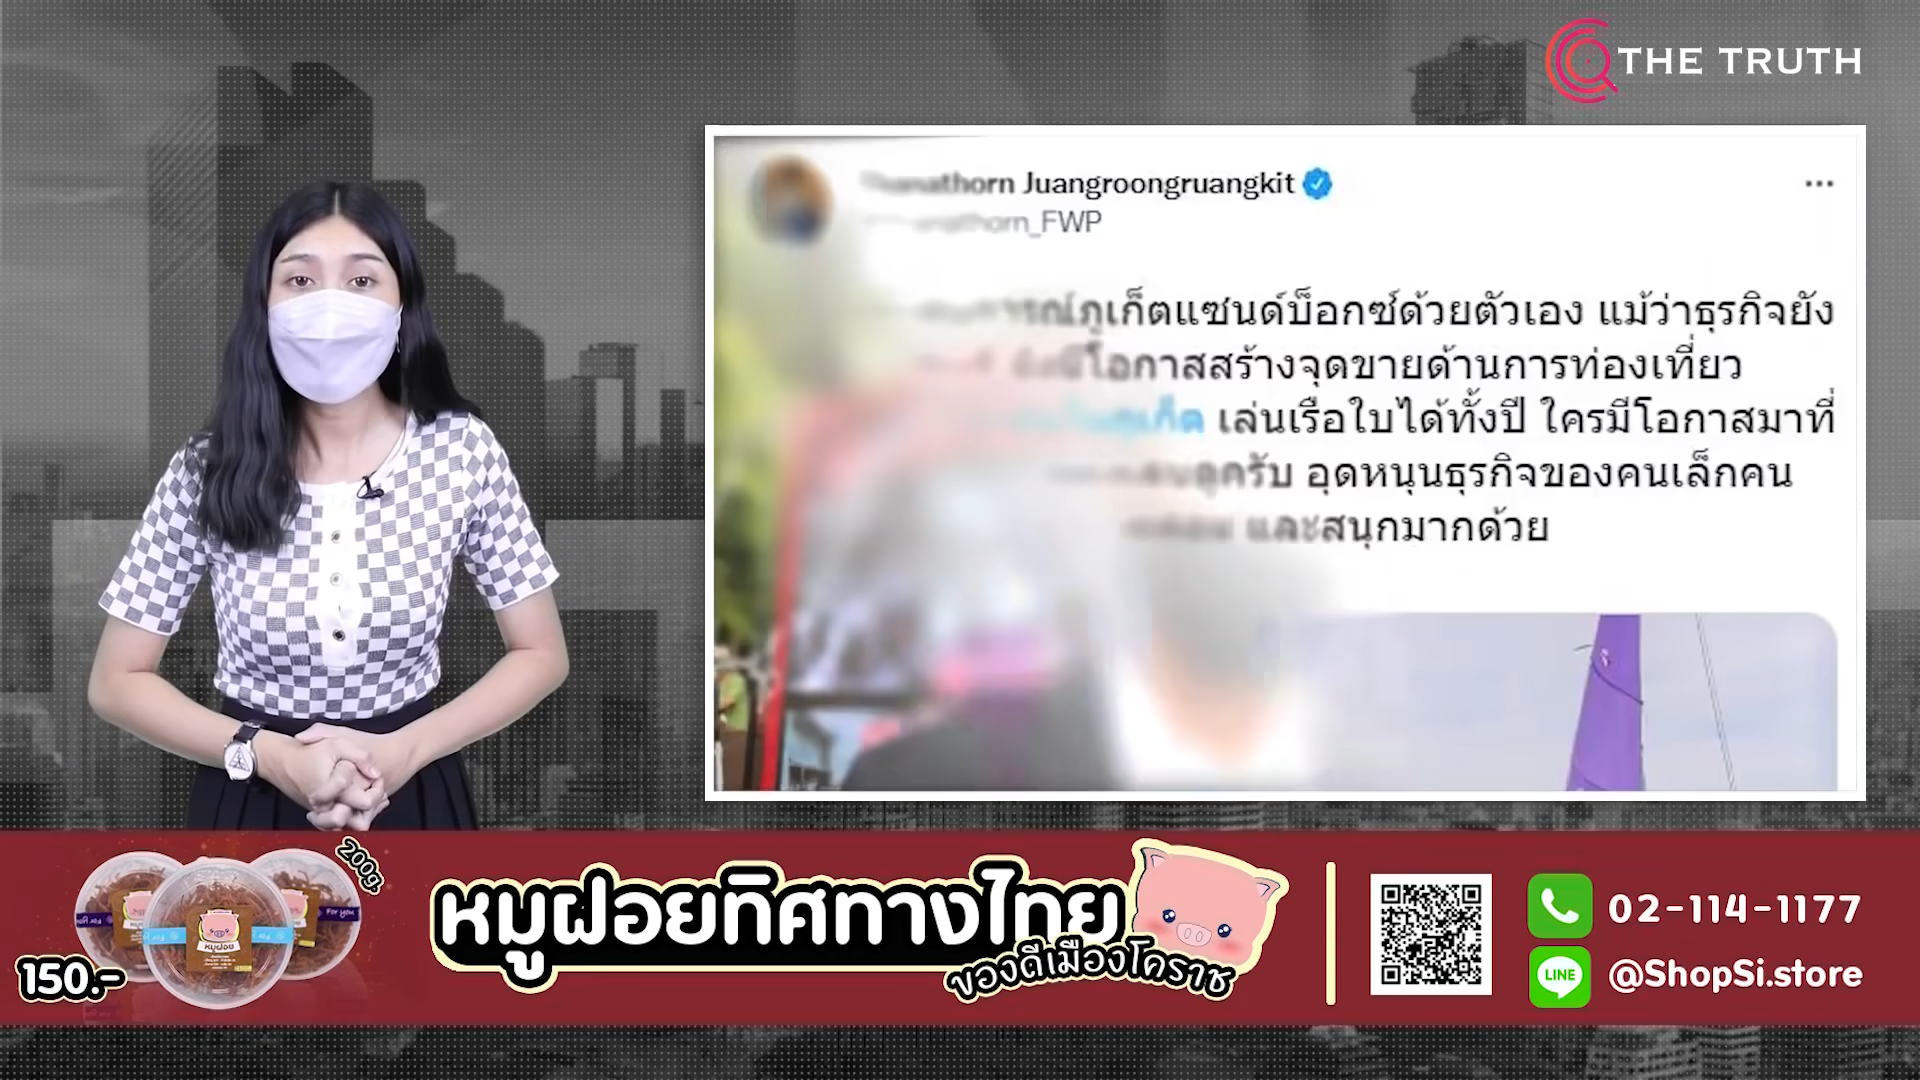 THE TRUTH
Juangroongruangkit
_FWP
ภูเก็ตแซนด์บ็อกซ์ด้วยตัวเอง แม้ว่าธุรกิจยัง
โอกาสสร้างจุดขายด้านการท่องเที่ยว
เล่นเรือใบได้ทั้งปี ใครมีโอกาสมาที่
อุดหนุนธุรกิจของคนเล็กคน
และสนุกมากด้วย
200g.
หมูฝอยทิศทางไทย
ของดีเมืองโคราช
150.-
หมูฝอย
For you
02-114-1177
LINE
@ShopSi.store